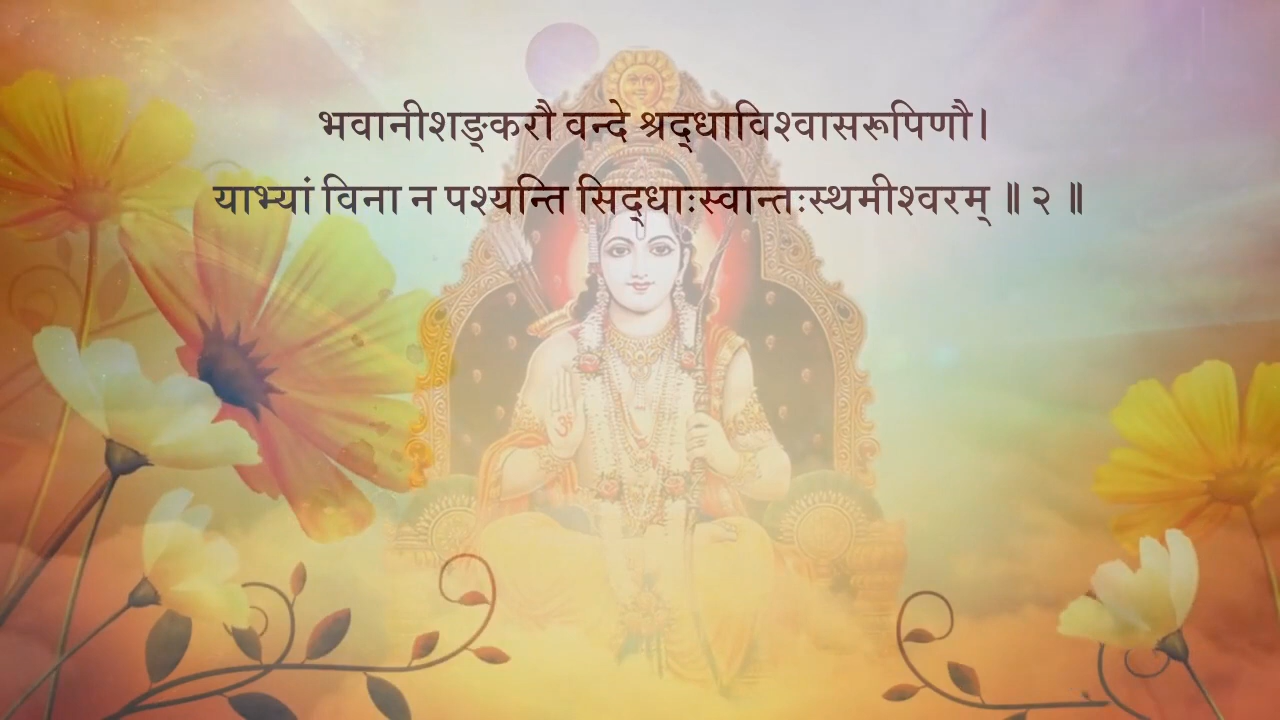 भवानीशङ्करौ वन्दे श्रद्धाविश्वासरूपिणौ।
याभ्यां विना न पश्यन्ति सिद्धाःस्वान्तःस्थमीश्वरम् ॥ २ ॥